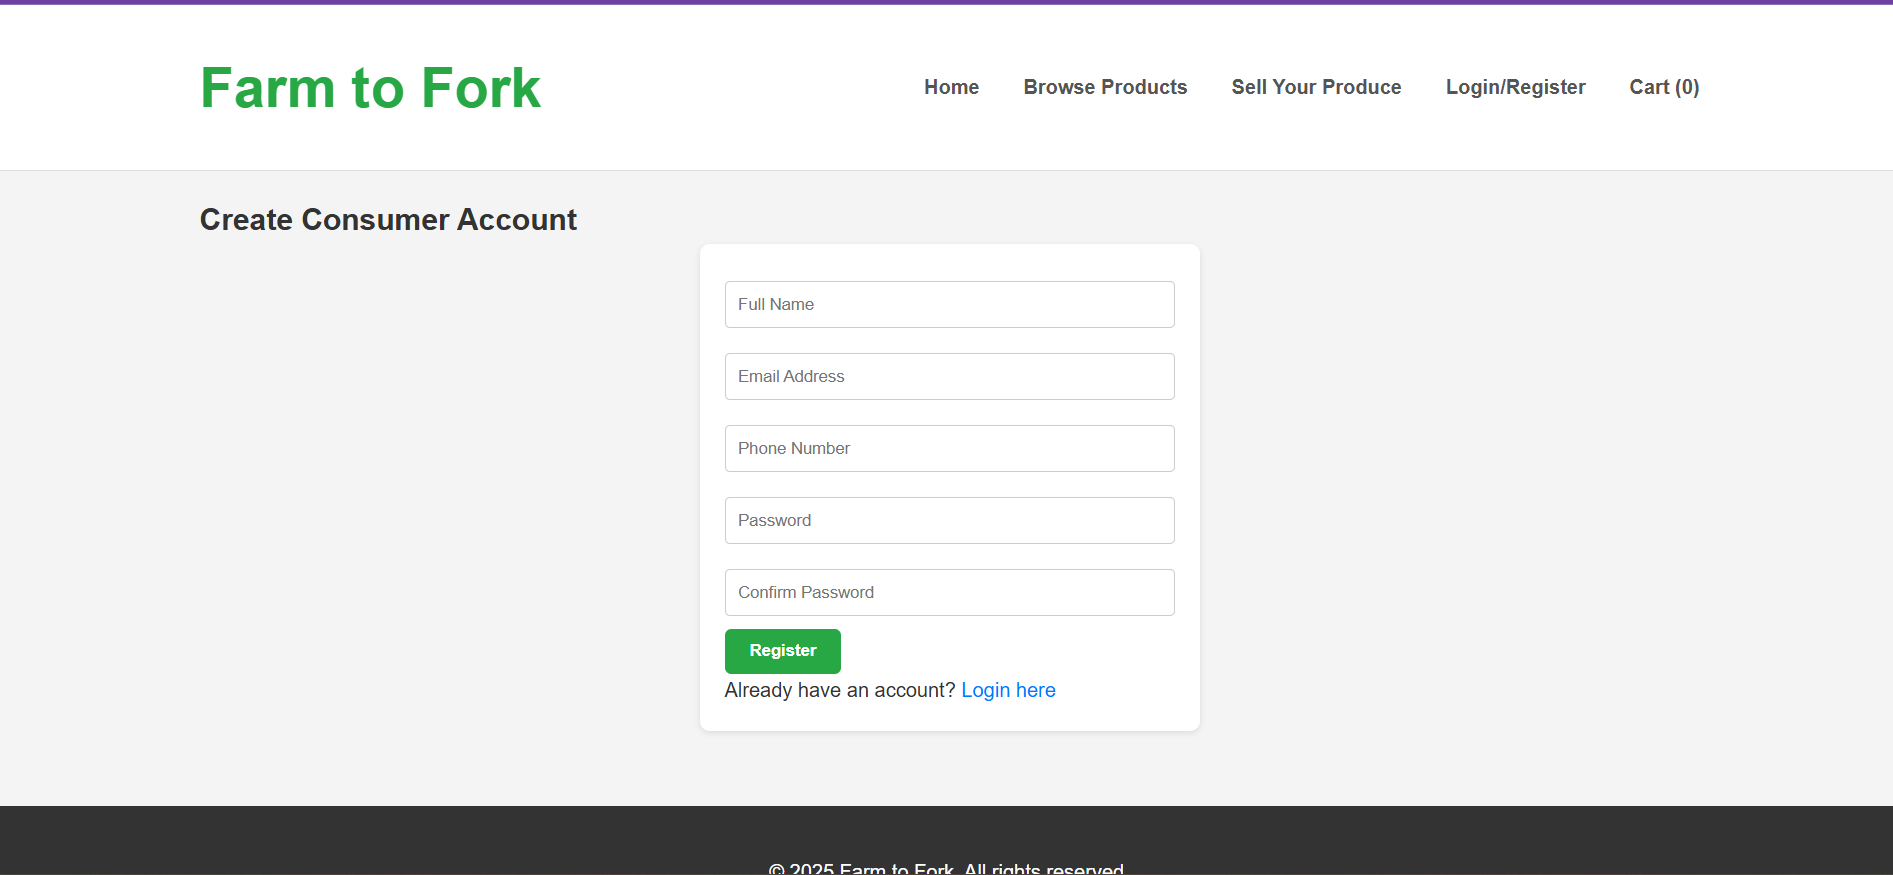 Farm to Fork
Home Browse Products Sell Your Produce Login/Register Cart (0)
Create Consumer Account
Full Name
Email Address
Phone Number
Password
Confirm Password
Register
Already have an account? Login here
© 2025 Farm to Fork. All rights reserved.